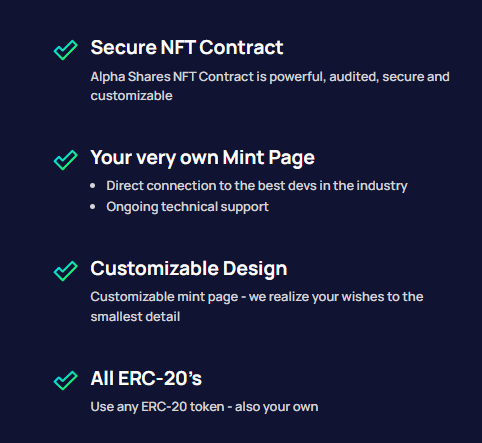 Secure NFT Contract
Alpha Shares NFT Contract is powerful, audited, secure and
customizable
Your very own Mint Page
• Direct connection to the best devs in the industry
• Ongoing technical support
Customizable Design
Customizable mint page - we realize your wishes to the
smallest detail
All ERC-20's
Use any ERC-20 token - also your own